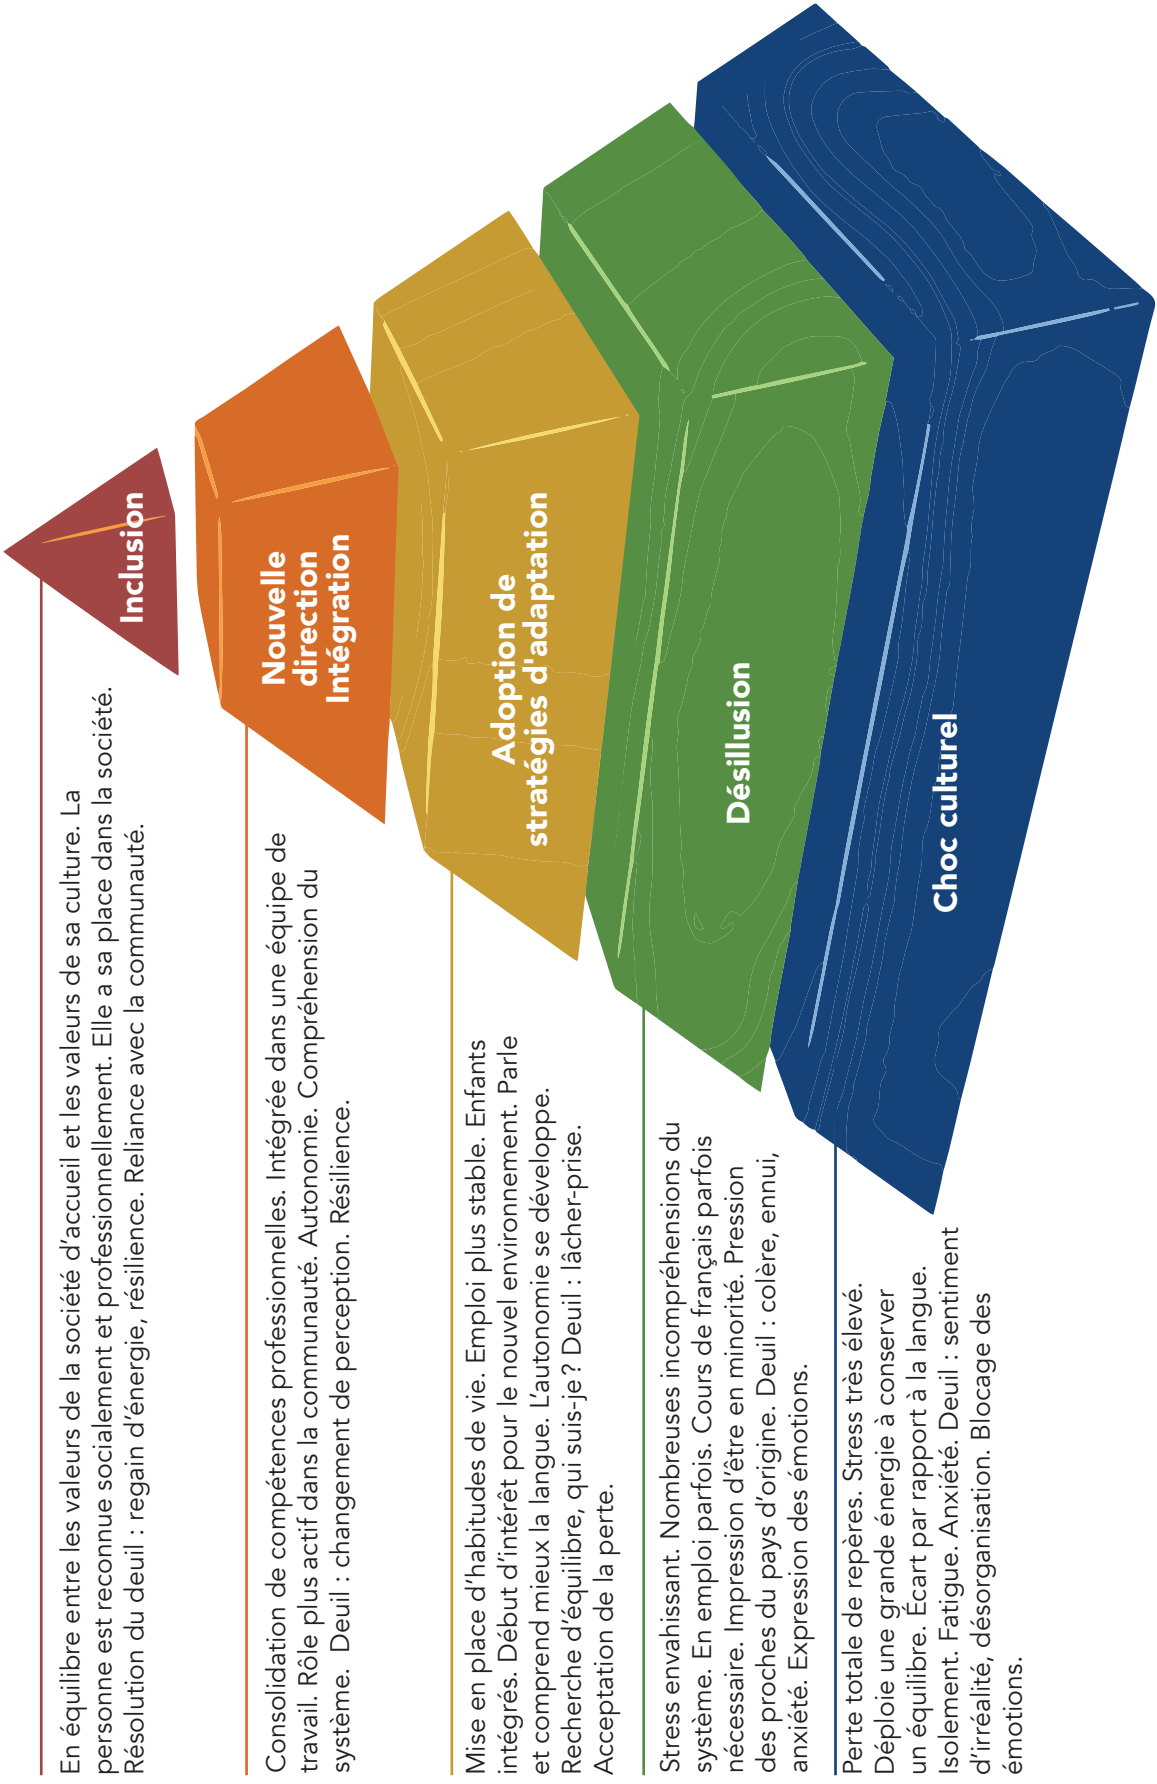 En équilibre entre les valeurs de la société d’accueil et les valeurs de sa culture. La
personne est reconnue socialement et professionnellement. Elle a sa place dans la société.
Résolution du deuil : regain d’énergie, résilience. Reliance avec la communauté.
Inclusion
Consolidation de compétences professionnelles. Intégrée dans une équipe de
travail. Rôle plus actif dans la communauté. Autonomie. Compréhension du
système. Deuil : changement de perception. Résilience.
Nouvelle
direction
Intégration
Mise en place d’habitudes de vie. Emploi plus stable. Enfants
intégrés. Début d’intérêt pour le nouvel environnement. Parle
et comprend mieux la langue. L’autonomie se développe.
Recherche d’équilibre, qui suis-je ? Deuil : lâcher-prise.
Acceptation de la perte.
Adoption de
stratégies d'adaptation
Stress envahissant. Nombreuses incompréhensions du
système. En emploi parfois. Cours de français parfois
nécessaire. Impression d’être en minorité. Pression
des proches du pays d’origine. Deuil : colère, ennui,
anxiété. Expression des émotions.
Désillusion
Perte totale de repères. Stress très élevé.
Déploie une grande énergie à conserver
un équilibre. Écart par rapport à la langue.
Isolement. Fatigue. Anxiété. Deuil : sentiment
d’irréalité, désorganisation. Blocage des
émotions.
Choc culturel